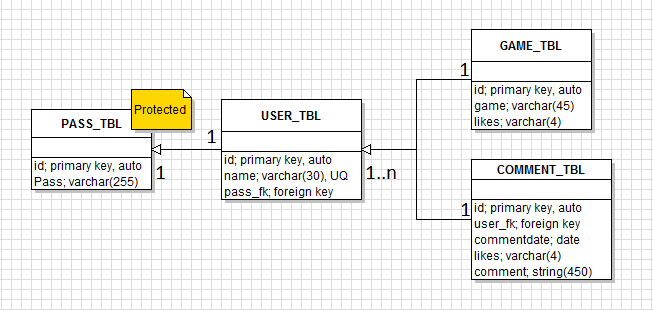 Protected
PASS_TBL
id; primary key, auto
Pass; varchar(255)
1
1
USER_TBL
id; primary key, auto
name; varchar(30), UQ
pass_fk; foreign key
1..n
1
GAME_TBL
id; primary key, auto
game; varchar(45)
likes; varchar(4)
1
COMMENT_TBL
id; primary key, auto
user_fk; foreign key
commentdate; date
likes; varchar(4)
comment; string(450)